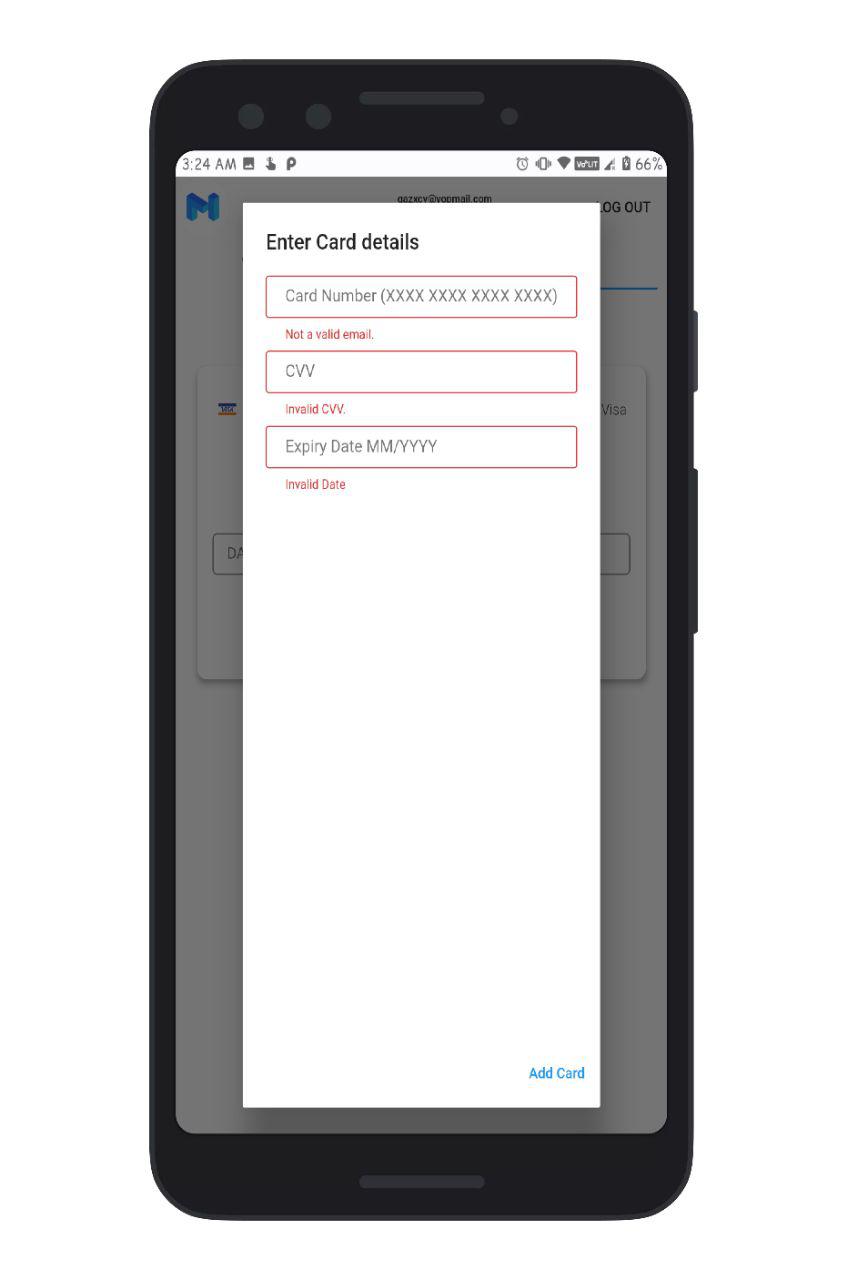 3:24 AM
66%
qazxcv@yopmail.com
LOG OUT
Enter Card details
Card Number (XXXX XXXX XXXX XXXX)
Not a valid email.
CVV
Invalid CVV.
VISA
Visa
Expiry Date MM/YYYY
Invalid Date
DA
Add Card